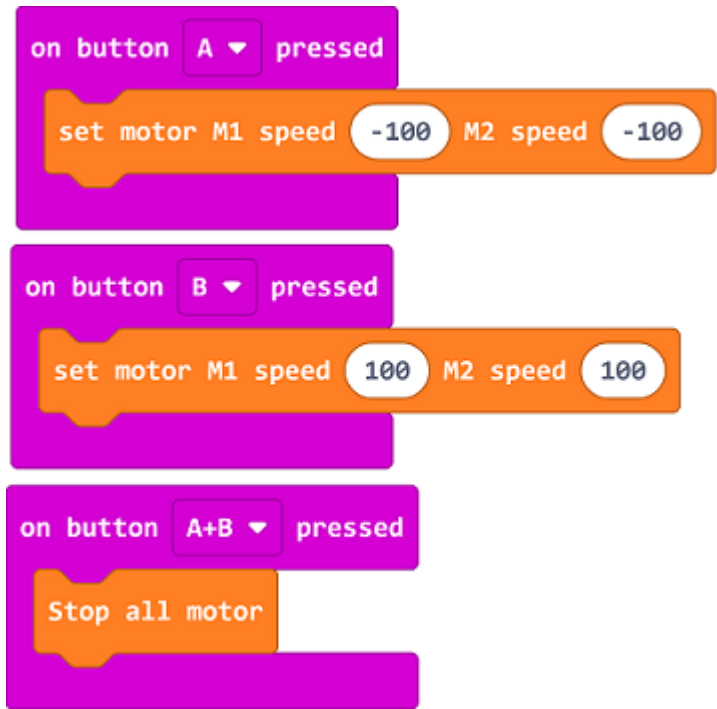 on button A pressed
set motor M1 speed -100 M2 speed -100
on button B pressed
set motor M1 speed 100 M2 speed 100
on button A+B pressed
Stop all motor